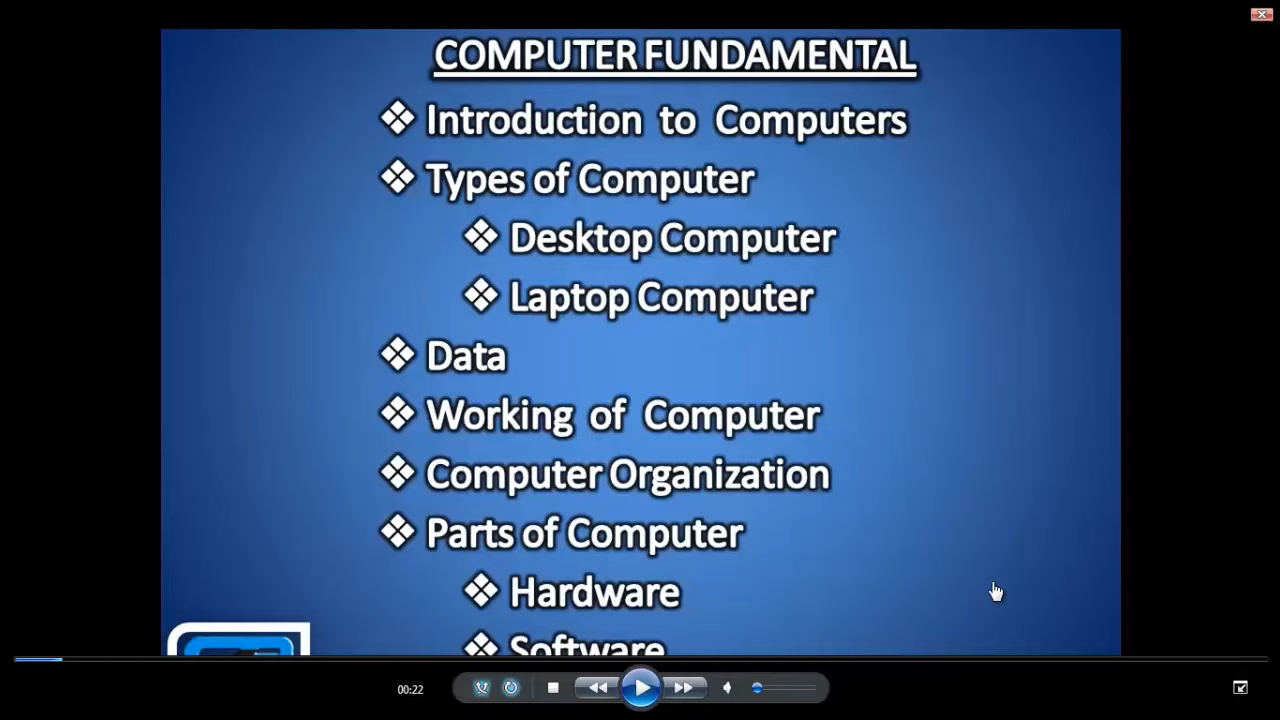 COMPUTER FUNDAMENTAL
❖ Introduction to Computers
❖ Types of Computer
❖ Desktop Computer
❖ Laptop Computer
❖ Data
❖ Working of Computer
❖ Computer Organization
❖ Parts of Computer
❖ Hardware
❖ Software
00:22